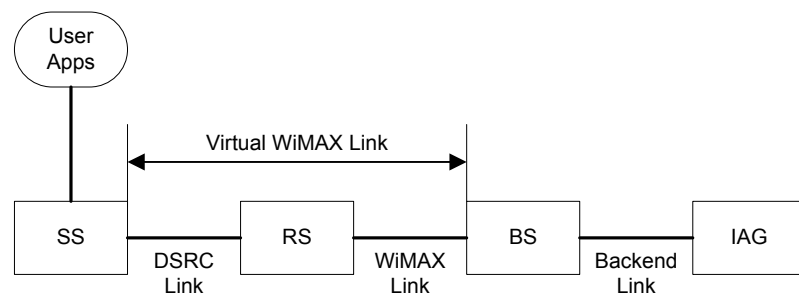 User
Apps
Virtual WiMAX Link
SS
RS
BS
IAG
DSRC
Link
WiMAX
Link
Backend
Link